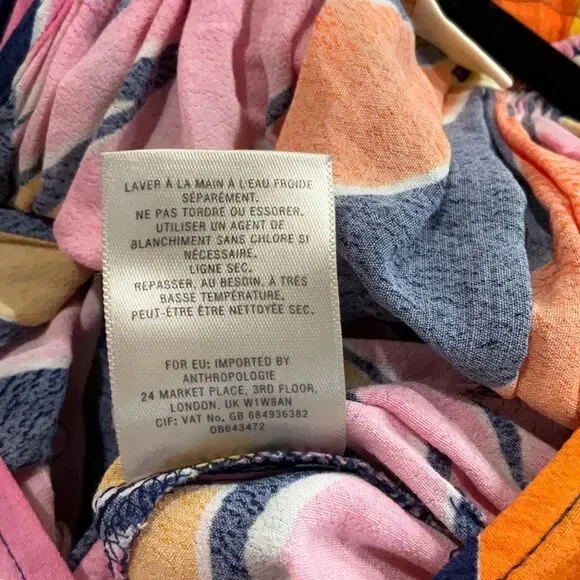 LAVER À LA MAIN À L'EAU FROIDE
SÉPARÉMENT.
NE PAS TORDRE OU ESSORER.
UTILISER UN AGENT DE
BLANCHIMENT SANS CHLORE SI
NÉCESSAIRE.
LIGNE SEC.
REPASSER, AU BESOIN, À TRÈS
BASSE TEMPÉRATURE.
PEUT-ÉTRE ÊTRE NETTOYÉE SEC.
FOR EU: IMPORTED BY
ANTHROPOLOGIE
24 MARKET PLACE, 3RD FLOOR,
LONDON, UK W1W8AN
CIF: VAT No. GB 684936382
OB643472